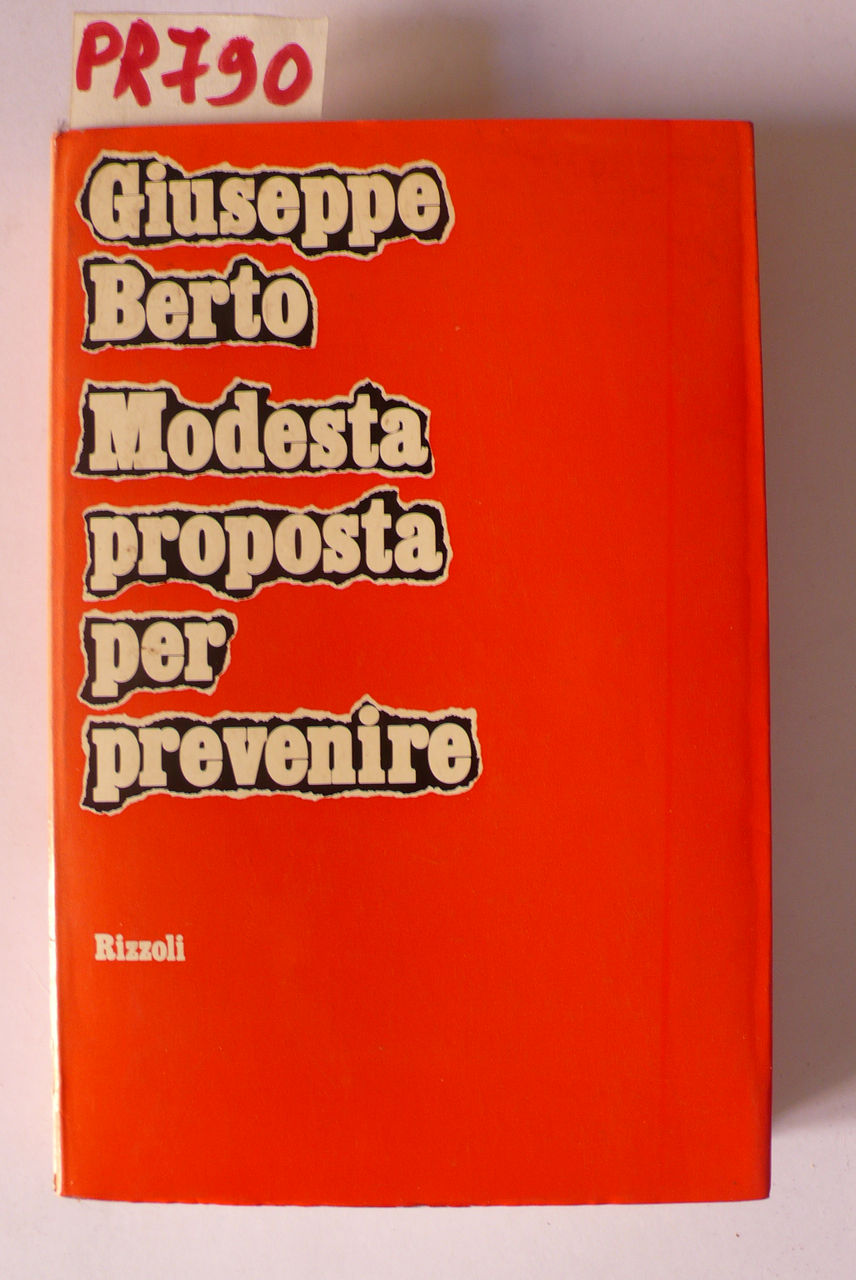 PR790
Giuseppe
Berto
Modesta
proposta
per
prevenire
Rizzoli